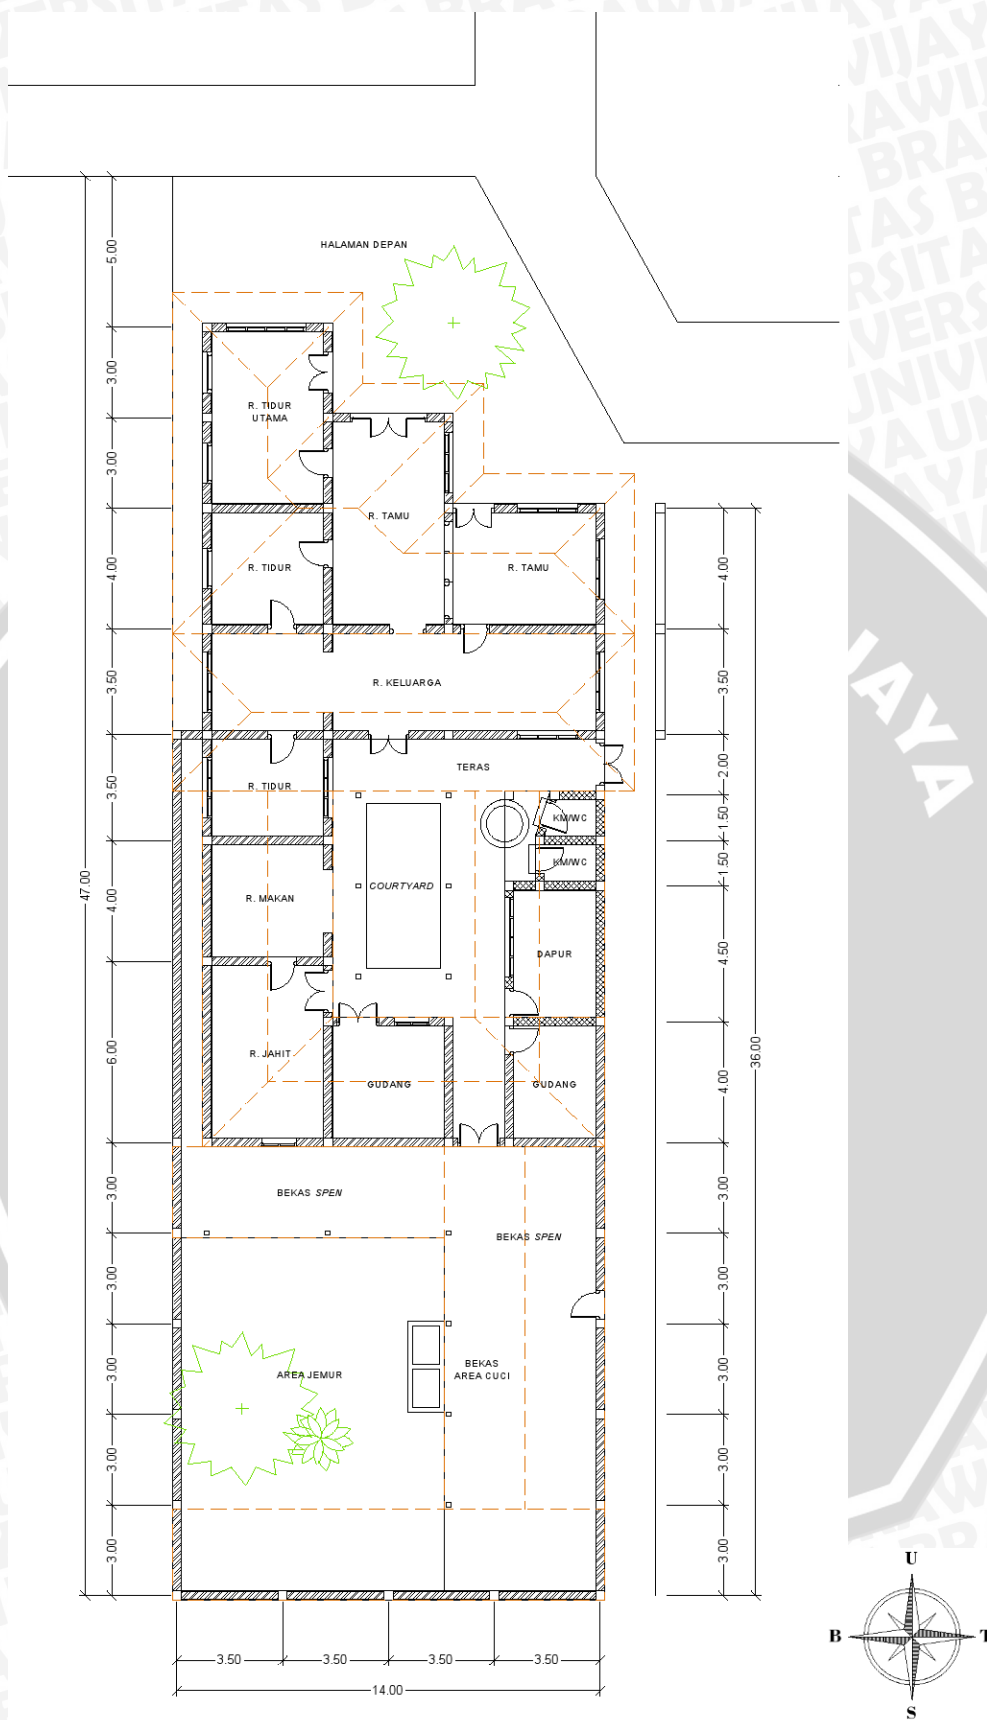 HALAMAN DEPAN
5.00
3.00
R. TIDUR
UTAMA
3.00
R. TAMU
R. TIDUR
R. TAMU
4.00
4.00
R. KELUARGA
3.50
3.50
TERAS
2.00
R. TIDUR
3.50
KM/WC
1.50
KM/WC
1.50
COURTYARD
47.00
R. MAKAN
4.00
DAPUR
4.50
R. JAHIT
6.00
GUDANG
GUDANG
4.00
36.00
BEKAS SPEN
3.00
3.00
BEKAS SPEN
3.00
3.00
AREA JEMUR
BEKAS
AREA CUCI
3.00
3.00
3.00
3.00
3.00
3.00
3.50
3.50
3.50
3.50
14.00
U
B
T
S
JAYA